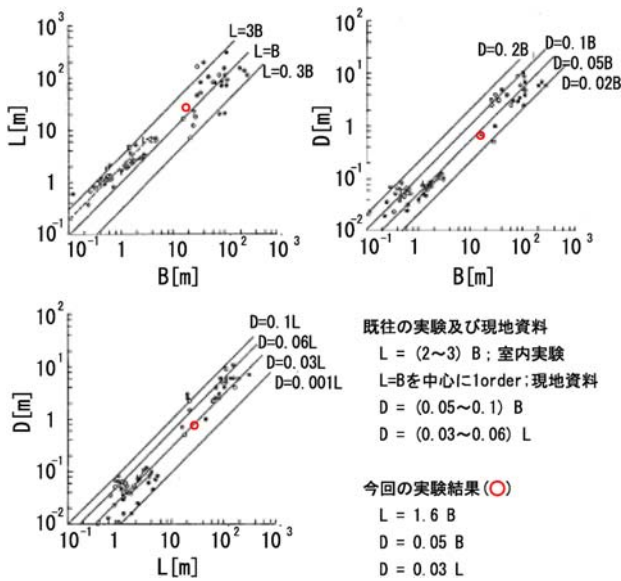 L=3B
L=B
L=0.3B
10³
10²
10
1
10⁻¹
L[m]
10⁻¹ 1 10 10² 10³
B[m]
D=0.2B
D=0.1B
D=0.05B
D=0.02B
10²
10
1
10⁻¹
10⁻²
D[m]
10⁻¹ 1 10 10² 10³
B[m]
D=0.1L
D=0.06L
D=0.03L
D=0.001L
10²
10
1
10⁻¹
10⁻²
D[m]
10⁻¹ 1 10 10² 10³
L[m]
既往の実験及び現地資料
L = (2〜3) B ; 室内実験
L=Bを中心に1order;現地資料
D = (0.05〜0.1) B
D = (0.03〜0.06) L
今回の実験結果(○)
L = 1.6 B
D = 0.05 B
D = 0.03 L